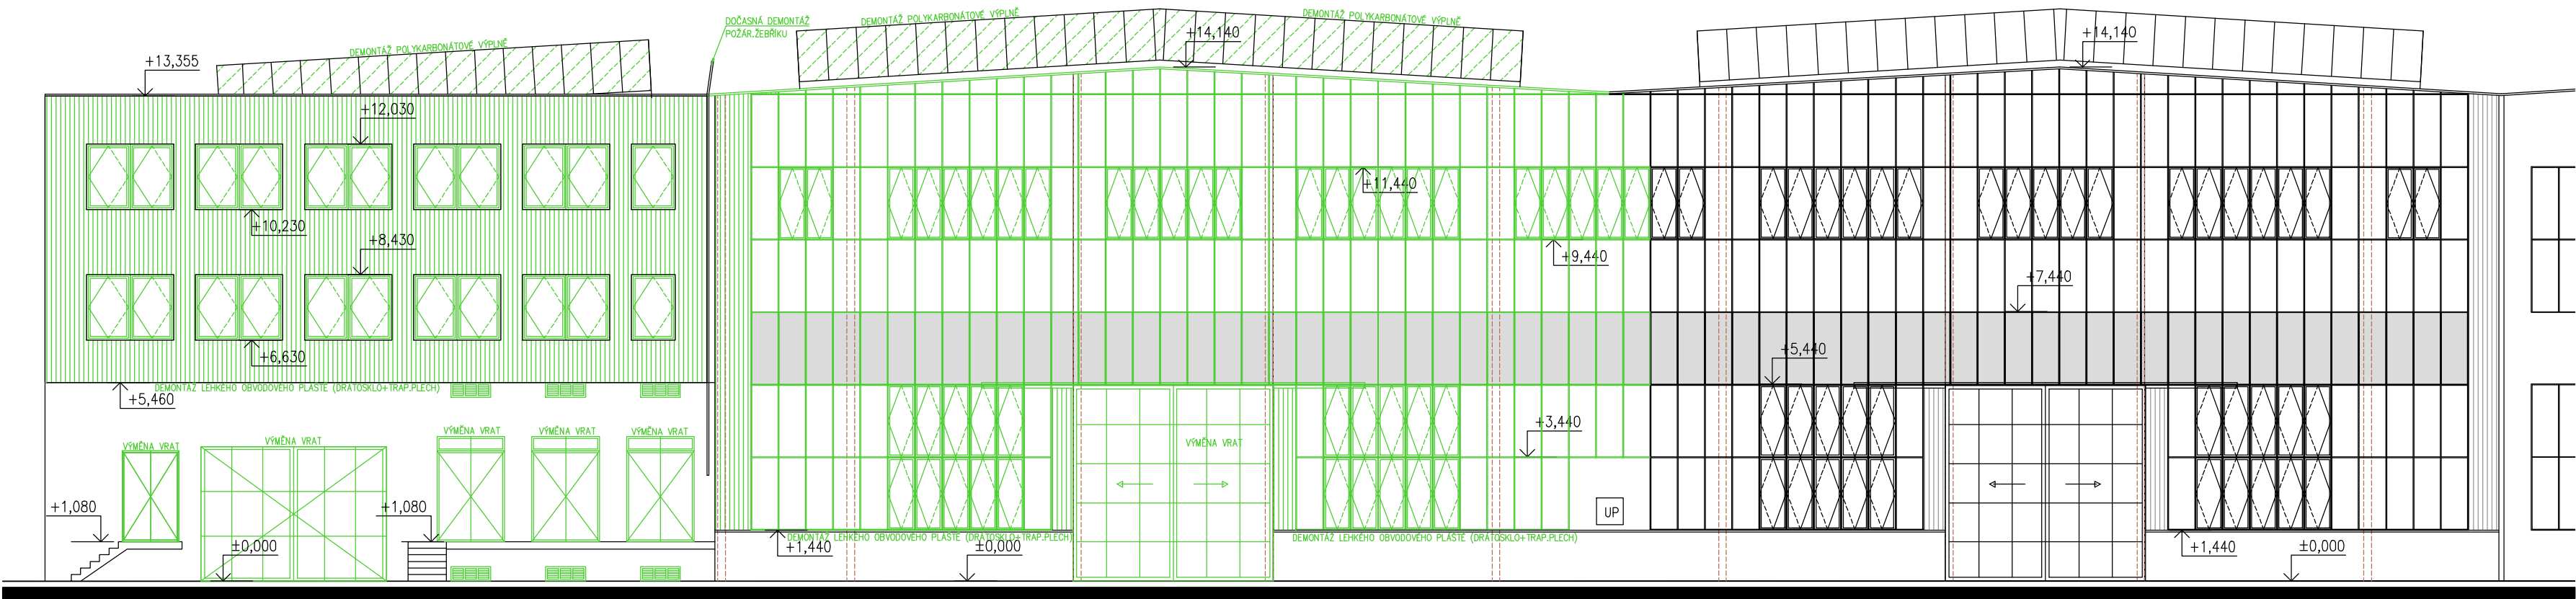 DOČASNÁ DEMONTÁŽ
POŽÁR.ŽEBŘÍKU
DEMONTÁŽ POLYKARBONÁTOVÉ VÝPLNĚ
DEMONTÁŽ POLYKARBONÁTOVÉ VÝPLNĚ
DEMONTÁŽ POLYKARBONÁTOVÉ VÝPLNĚ
+14,140
+14,140
+13,355
+12,030
+11,440
+10,230
+8,430
+9,440
+7,440
+6,630
+5,440
DEMONTÁŽ LEHKÉHO OBVODOVÉHO PLÁŠTĚ (DRÁTOSKLO+TRAP.PLECH)
+5,460
+3,440
VÝMĚNA VRAT
VÝMĚNA VRAT
VÝMĚNA VRAT
VÝMĚNA VRAT
VÝMĚNA VRAT
VÝMĚNA VRAT
+1,080
+1,080
UP
±0,000
+1,440
DEMONTÁŽ LEHKÉHO OBVODOVÉHO PLÁŠTĚ (DRÁTOSKLO+TRAP.PLECH)
±0,000
DEMONTÁŽ LEHKÉHO OBVODOVÉHO PLÁŠTĚ (DRÁTOSKLO+TRAP.PLECH)
+1,440
±0,000